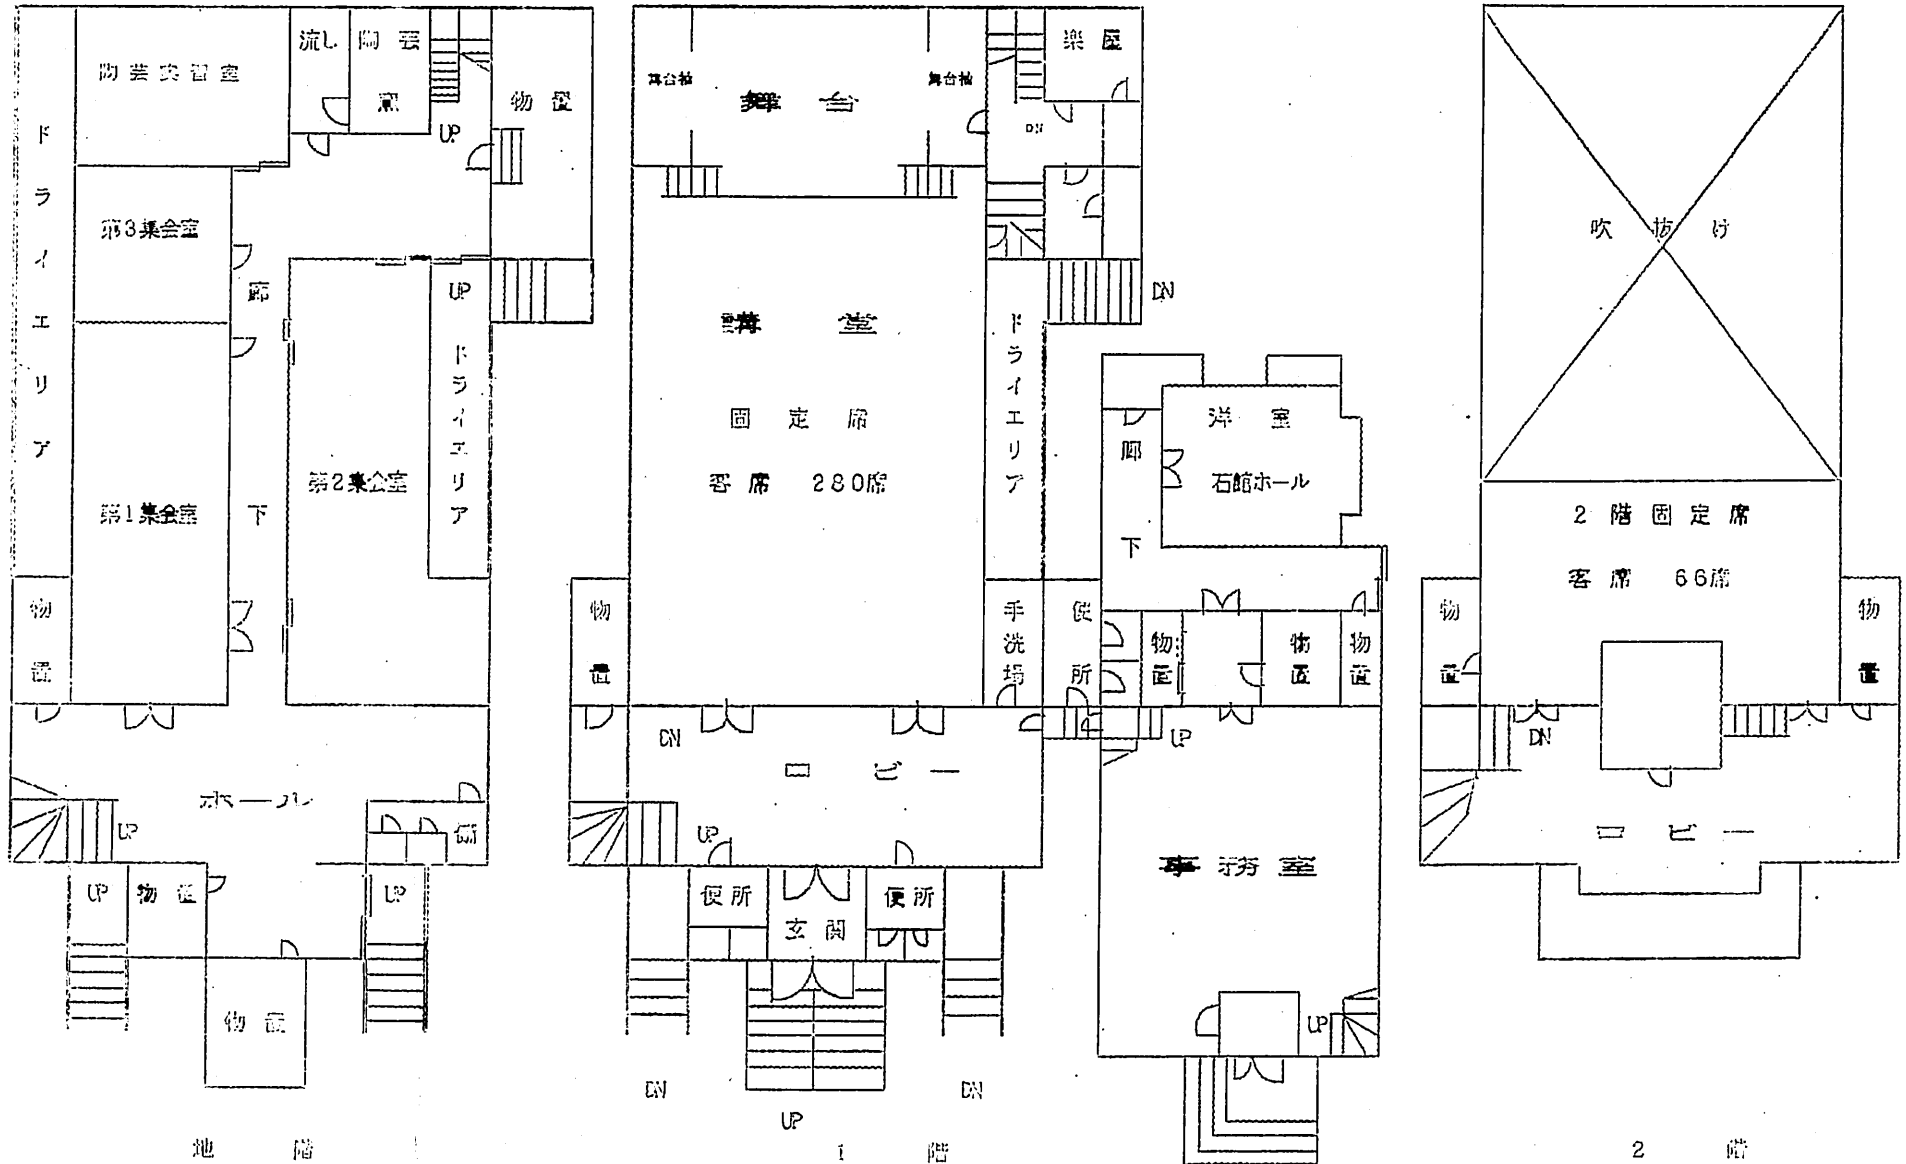 陶芸実習室
流し
陶芸
窯
物置
UP
ドライエリア
第3集会室
廊下
UP
ドライエリア
第1集会室
第2集会室
物置
ホール
UP
便所
UP
物置
UP
物置
地階
舞台袖
舞台
舞台袖
楽屋
DN
DN
講堂
固定席
客席 280席
ドライエリア
洋室
石館ホール
廊下
物置
手洗場
便所
物置
物置
物置
DN
UP
ロビー
UP
便所
玄関
便所
事務室
UP
DN
UP
DN
1階
吹抜け
2階固定席
客席 66席
物置
物置
DN
ロビー
2階